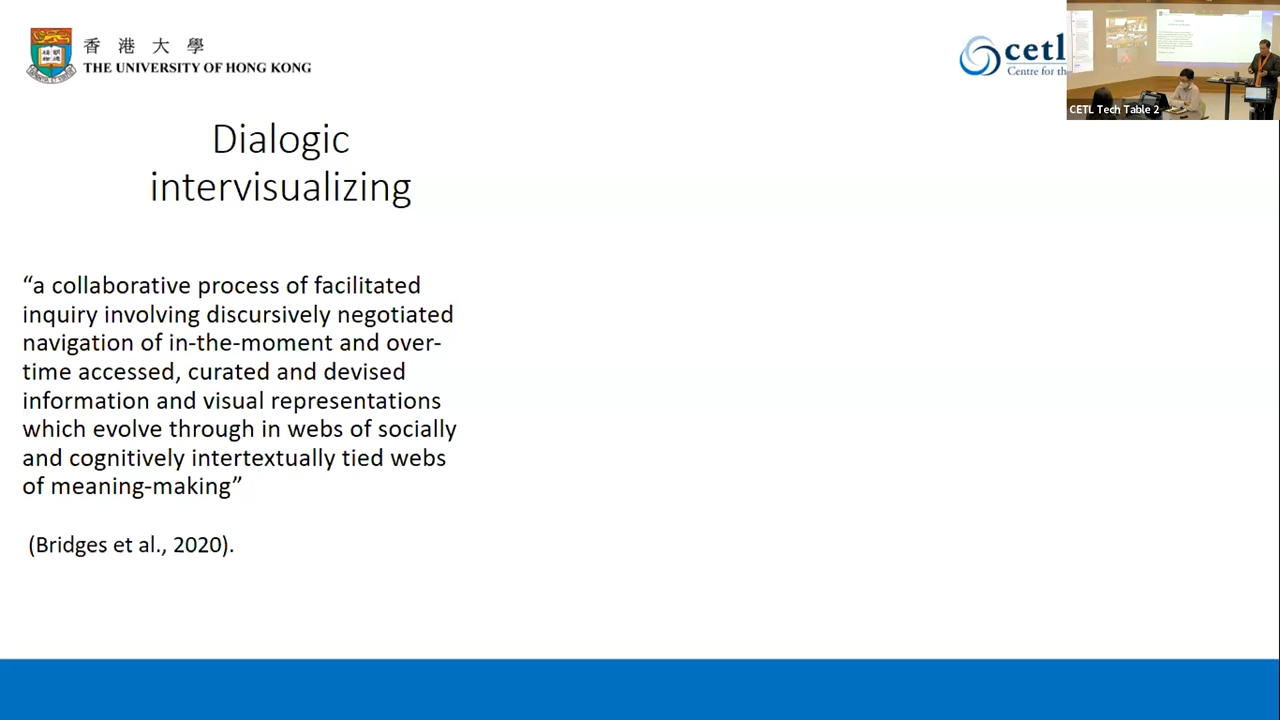 香港大學
THE UNIVERSITY OF HONG KONG
cetl
Centre for th
CETL Tech Table 2
Dialogic
intervisualizing
“a collaborative process of facilitated
inquiry involving discursively negotiated
navigation of in-the-moment and over-
time accessed, curated and devised
information and visual representations
which evolve through in webs of socially
and cognitively intertextually tied webs
of meaning-making”
(Bridges et al., 2020).